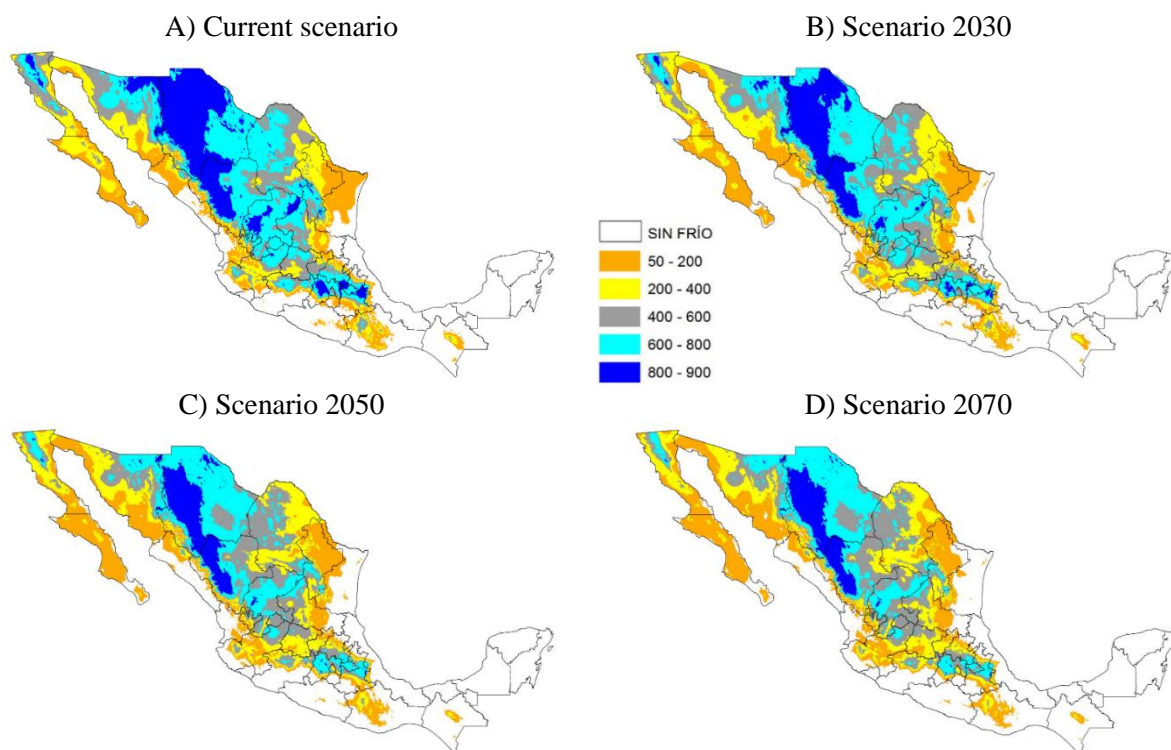 A) Current scenario
B) Scenario 2030
SIN FRÍO
50 - 200
200 - 400
400 - 600
600 - 800
800 - 900
C) Scenario 2050
D) Scenario 2070